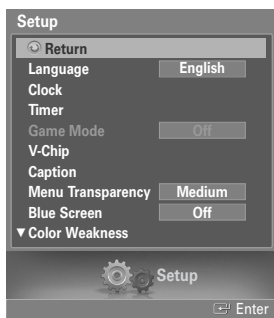 Setup
Return
Language English
Clock
Timer
Game Mode Off
V-Chip
Caption
Menu Transparency Medium
Blue Screen Off
▼ Color Weakness
Setup
Enter